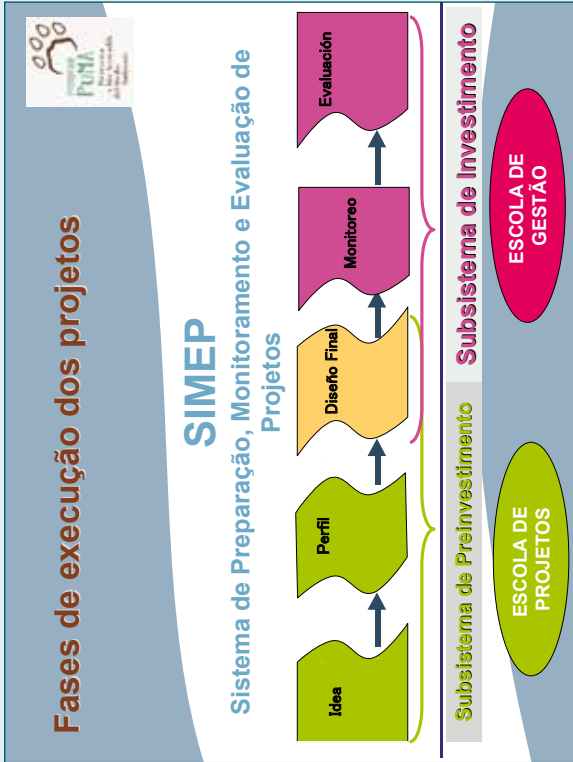 Fases de execução dos projetos
PUMA
SIMEP
Sistema de Preparação, Monitoramento e Evaluação de
Projetos
Idea
Perfil
Diseño Final
Monitoreo
Evaluación
Subsistema de Preinvestimento
Subsistema de Investimento
ESCOLA DE
PROJETOS
ESCOLA DE
GESTÃO